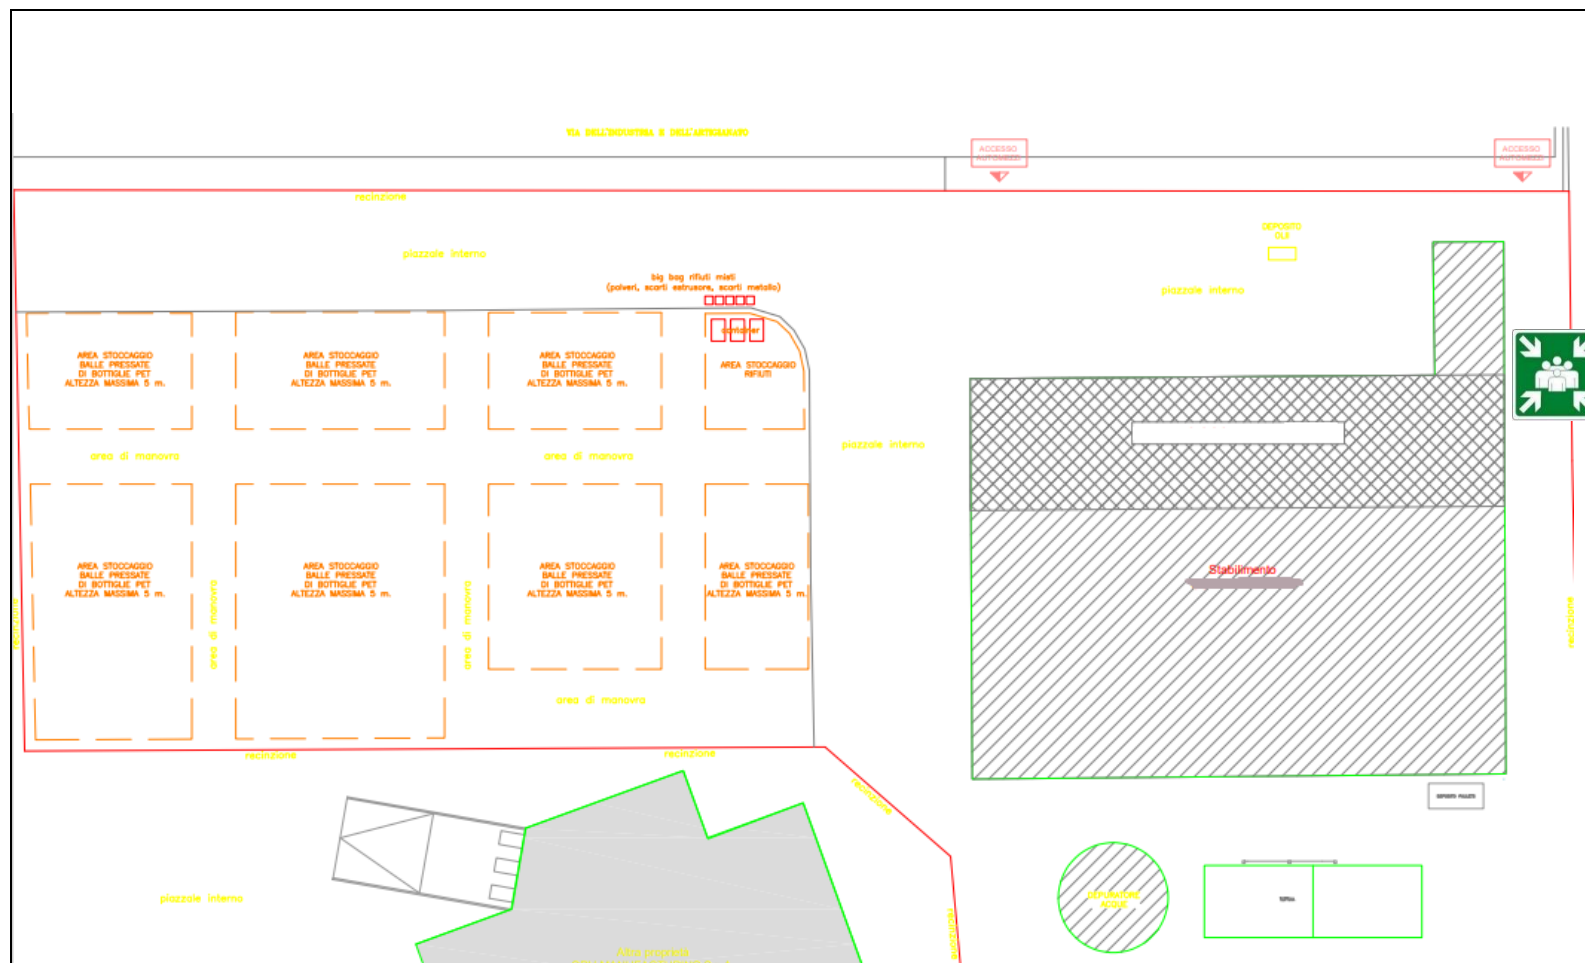 VIA DELL'INDUSTRIA E DELL'ARTIGIANATO
ACCESSO
AUTOMEZZI
ACCESSO
AUTOMEZZI
recinzione
DEPOSITO
piazzale interno
piazzale interno
big bag rifiuti misti
(polveri, scarti estrusore, scarti metallo)
container
AREA STOCCAGGIO
BALLE PRESSATE
DI BOTTIGLIE PET
ALTEZZA MASSIMA 5 m.
AREA STOCCAGGIO
BALLE PRESSATE
DI BOTTIGLIE PET
ALTEZZA MASSIMA 5 m.
AREA STOCCAGGIO
BALLE PRESSATE
DI BOTTIGLIE PET
ALTEZZA MASSIMA 5 m.
AREA STOCCAGGIO
RIFIUTI
piazzale interno
area di manovra
area di manovra
AREA STOCCAGGIO
BALLE PRESSATE
DI BOTTIGLIE PET
ALTEZZA MASSIMA 5 m.
AREA STOCCAGGIO
BALLE PRESSATE
DI BOTTIGLIE PET
ALTEZZA MASSIMA 5 m.
AREA STOCCAGGIO
BALLE PRESSATE
DI BOTTIGLIE PET
ALTEZZA MASSIMA 5 m.
AREA STOCCAGGIO
BALLE PRESSATE
DI BOTTIGLIE PET
ALTEZZA MASSIMA 5 m.
Stabilimento
recinzione
area di manovra
area di manovra
recinzione
area di manovra
recinzione
recinzione
recinzione
piazzale interno
DEPURATORE
ACQUE
recinzione